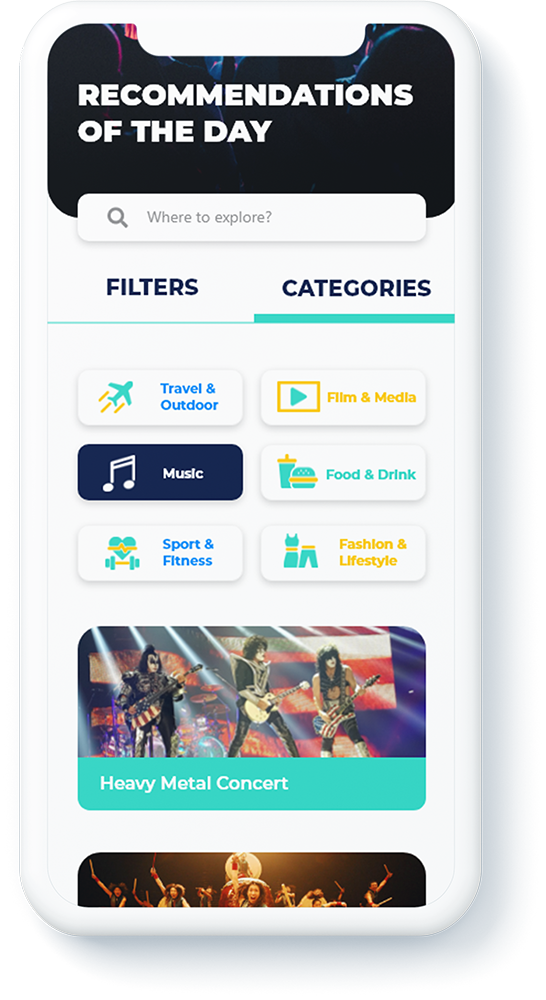 RECOMMENDATIONS
OF THE DAY
Where to explore?
FILTERS
CATEGORIES
Travel &
Outdoor
Film & Media
Music
Food & Drink
Sport &
Fitness
Fashion &
Lifestyle
Heavy Metal Concert